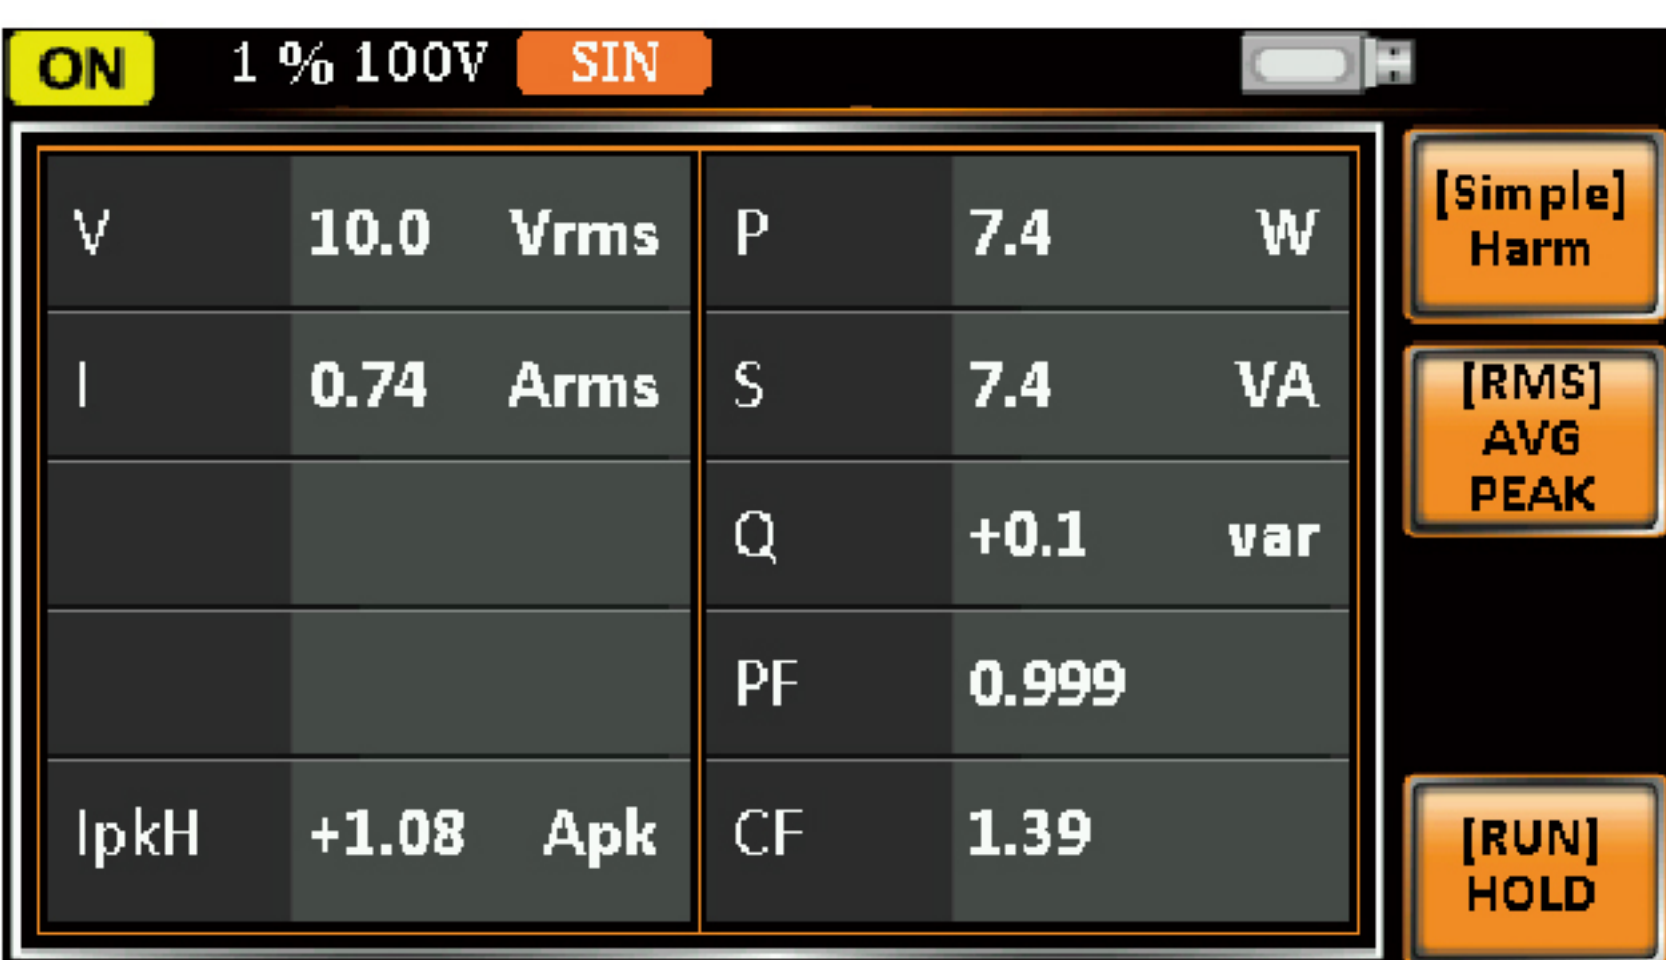 ON 1 % 100V SIN
V 10.0 Vrms P 7.4 W
I 0.74 Arms S 7.4 VA
Q +0.1 var
PF 0.999
IpkH +1.08 Apk CF 1.39
[Simple]
Harm
[RMS]
AVG
PEAK
[RUN]
HOLD